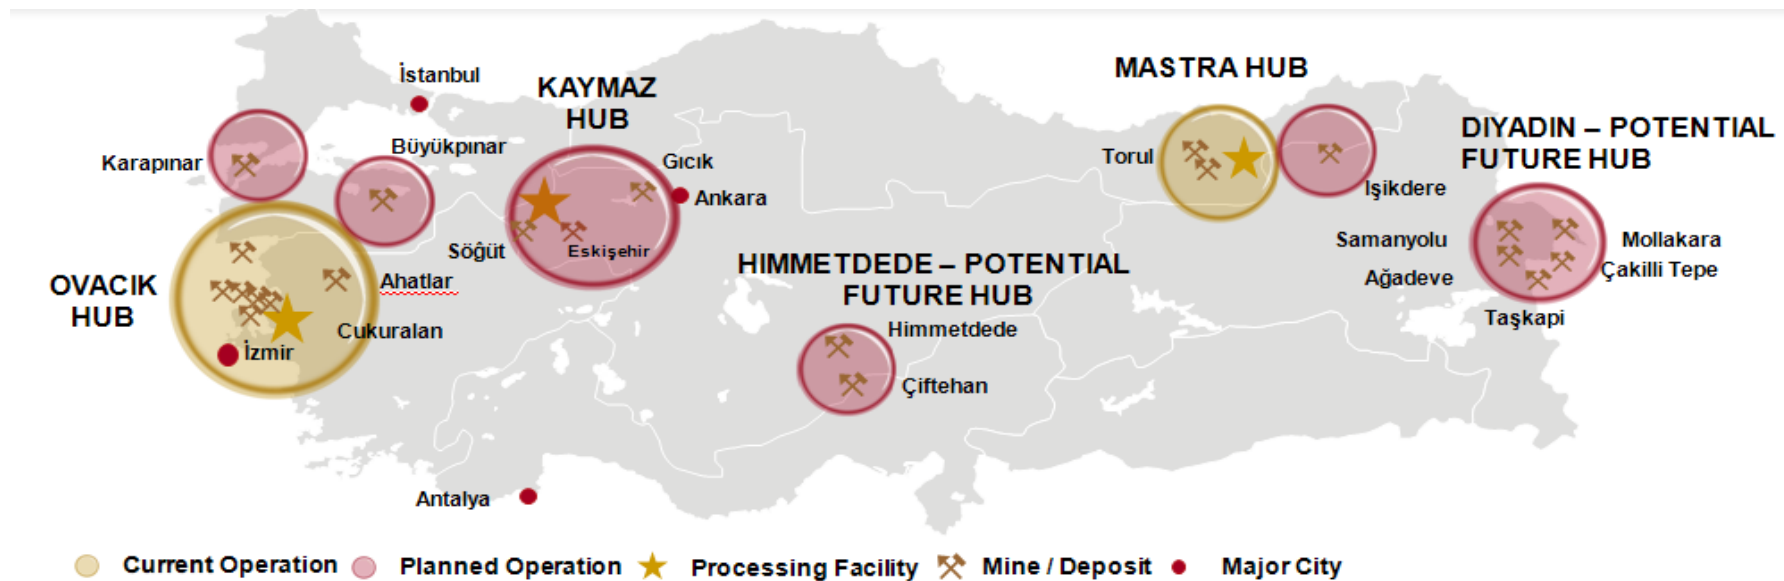 İstanbul
KAYMAZ
HUB
MASTRA HUB
DIYADIN – POTENTIAL
FUTURE HUB
Karapınar
Büyükpınar
Gıcık
Ankara
Torul
Işikdere
OVACIK
HUB
Ahatlar
Cukuralan
İzmir
Söğüt
Eskişehir
HIMMETDEDE – POTENTIAL
FUTURE HUB
Himmetdede
Çiftehan
Samanyolu
Ağadeve
Mollakara
Çakilli Tepe
Taşkapi
Antalya
Current Operation
Planned Operation
Processing Facility
Mine / Deposit
Major City